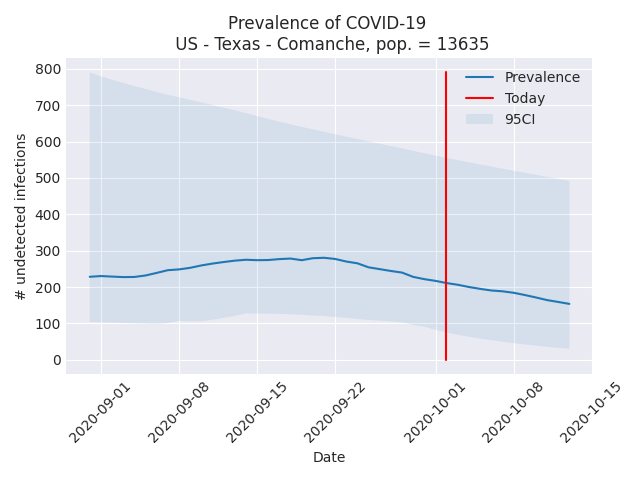 Prevalence of COVID-19
US - Texas - Comanche, pop. = 13635
800
700
600
500
400
300
200
100
0
# undetected infections
Prevalence
Today
95CI
2020-09-01
2020-09-08
2020-09-15
2020-09-22
2020-10-01
2020-10-08
2020-10-15
Date